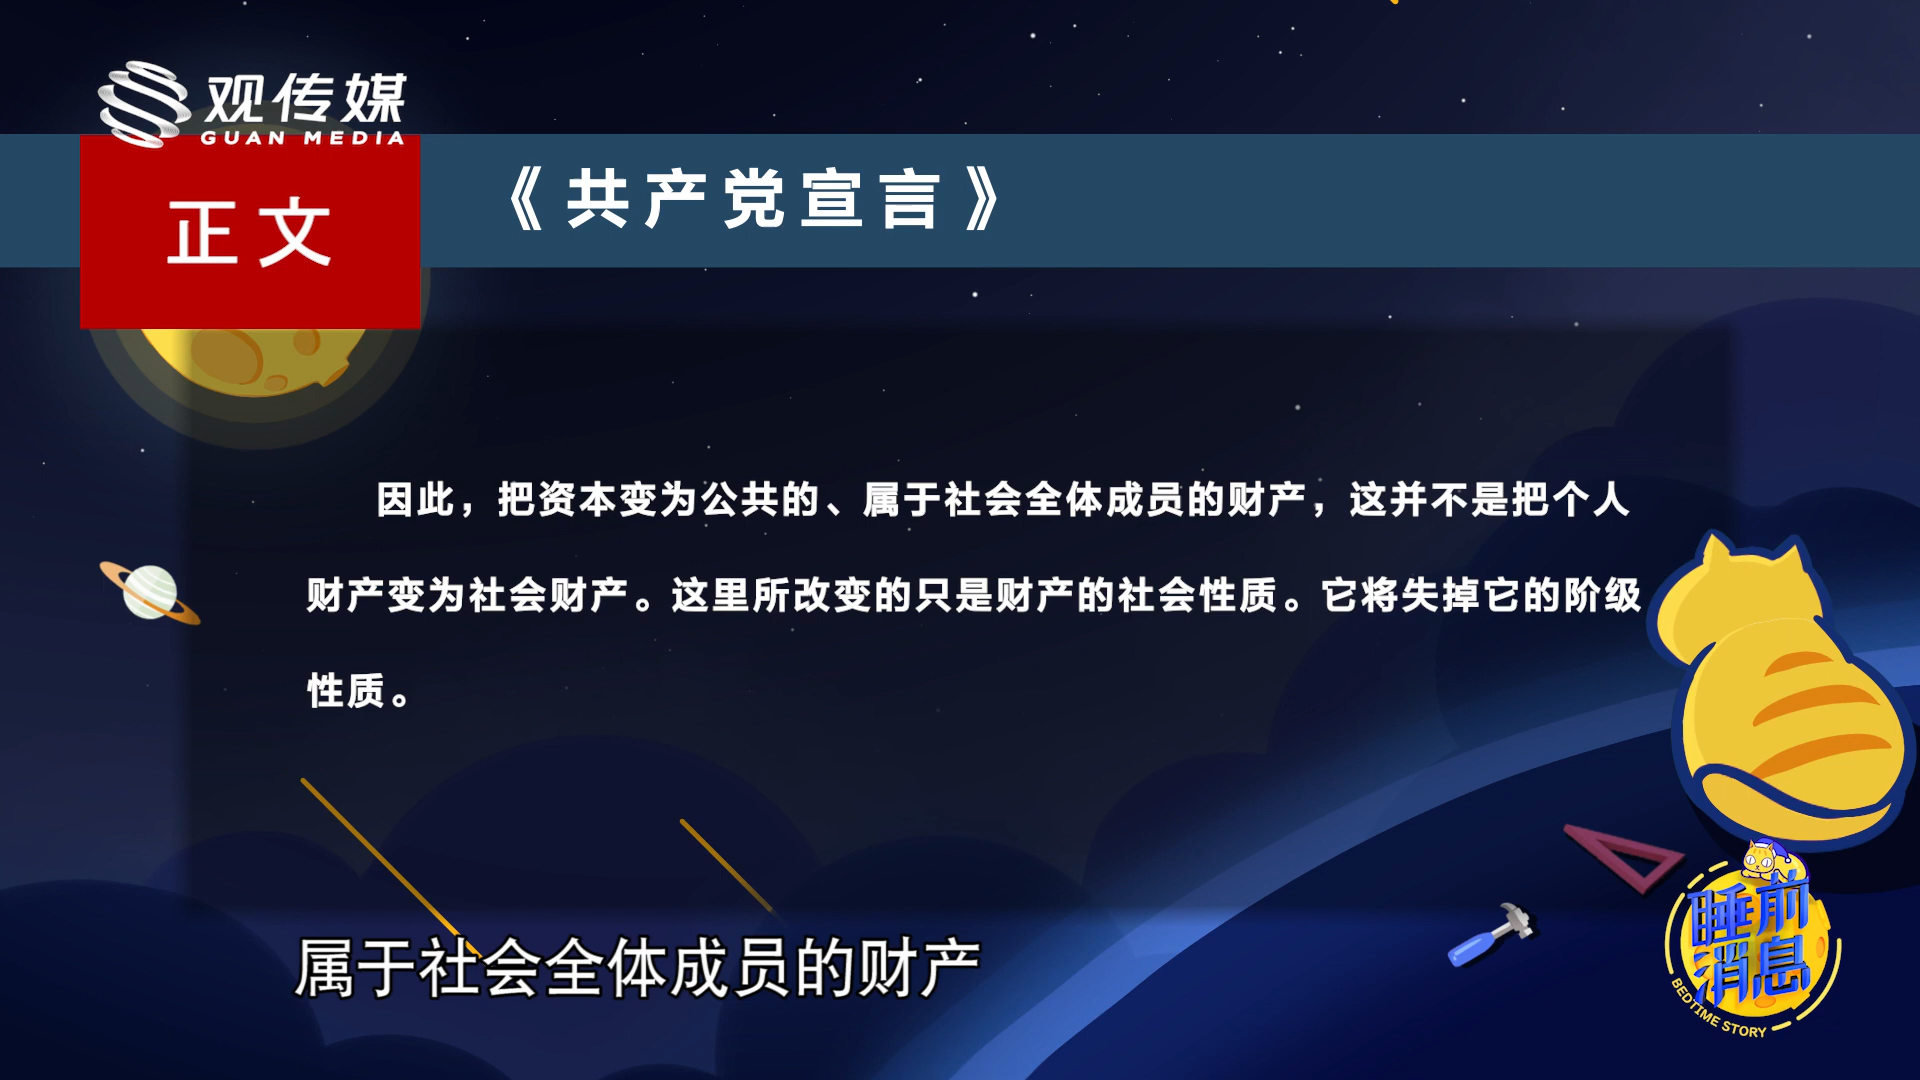 观传媒
GUAN MEDIA
正文
《共产党宣言》
因此，把资本变为公共的、属于社会全体成员的财产，这并不是把个人
财产变为社会财产。这里所改变的只是财产的社会性质。它将失掉它的阶级
性质。
属于社会全体成员的财产
睡前
消息
BEDTIME STORY